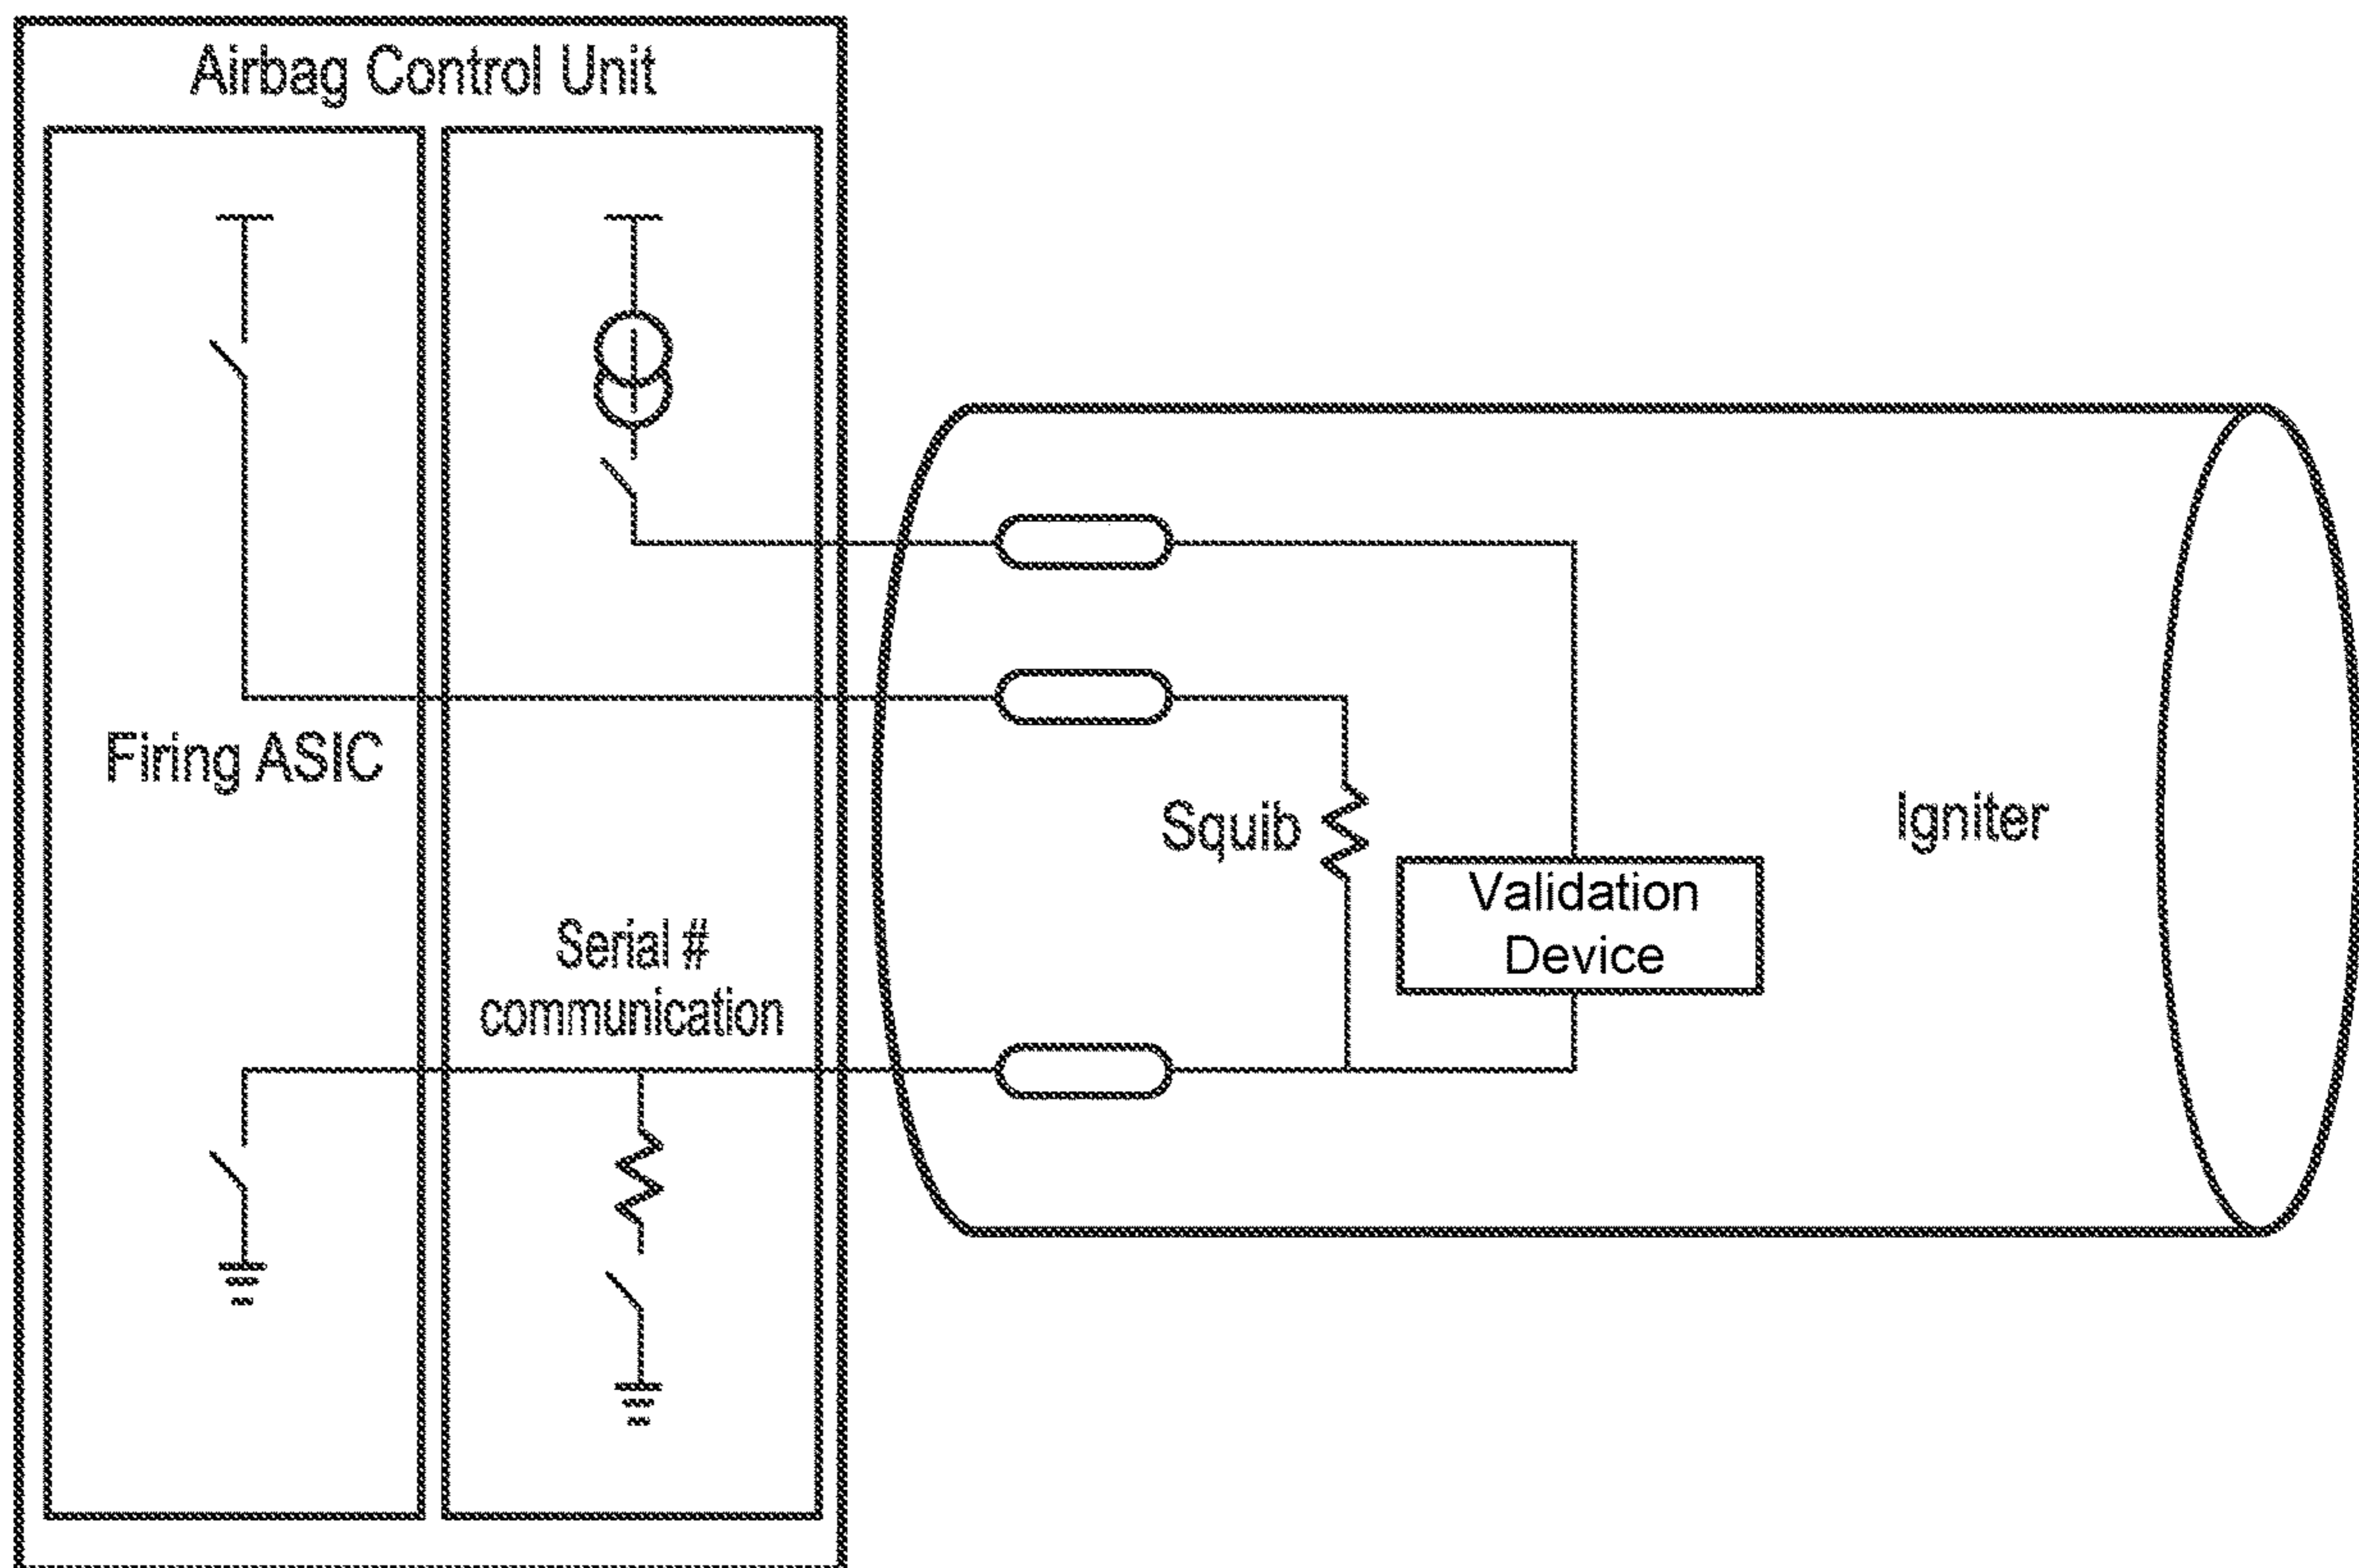 Airbag Control Unit
Firing ASIC
Squib
Igniter
Validation
Device
Serial #
communication